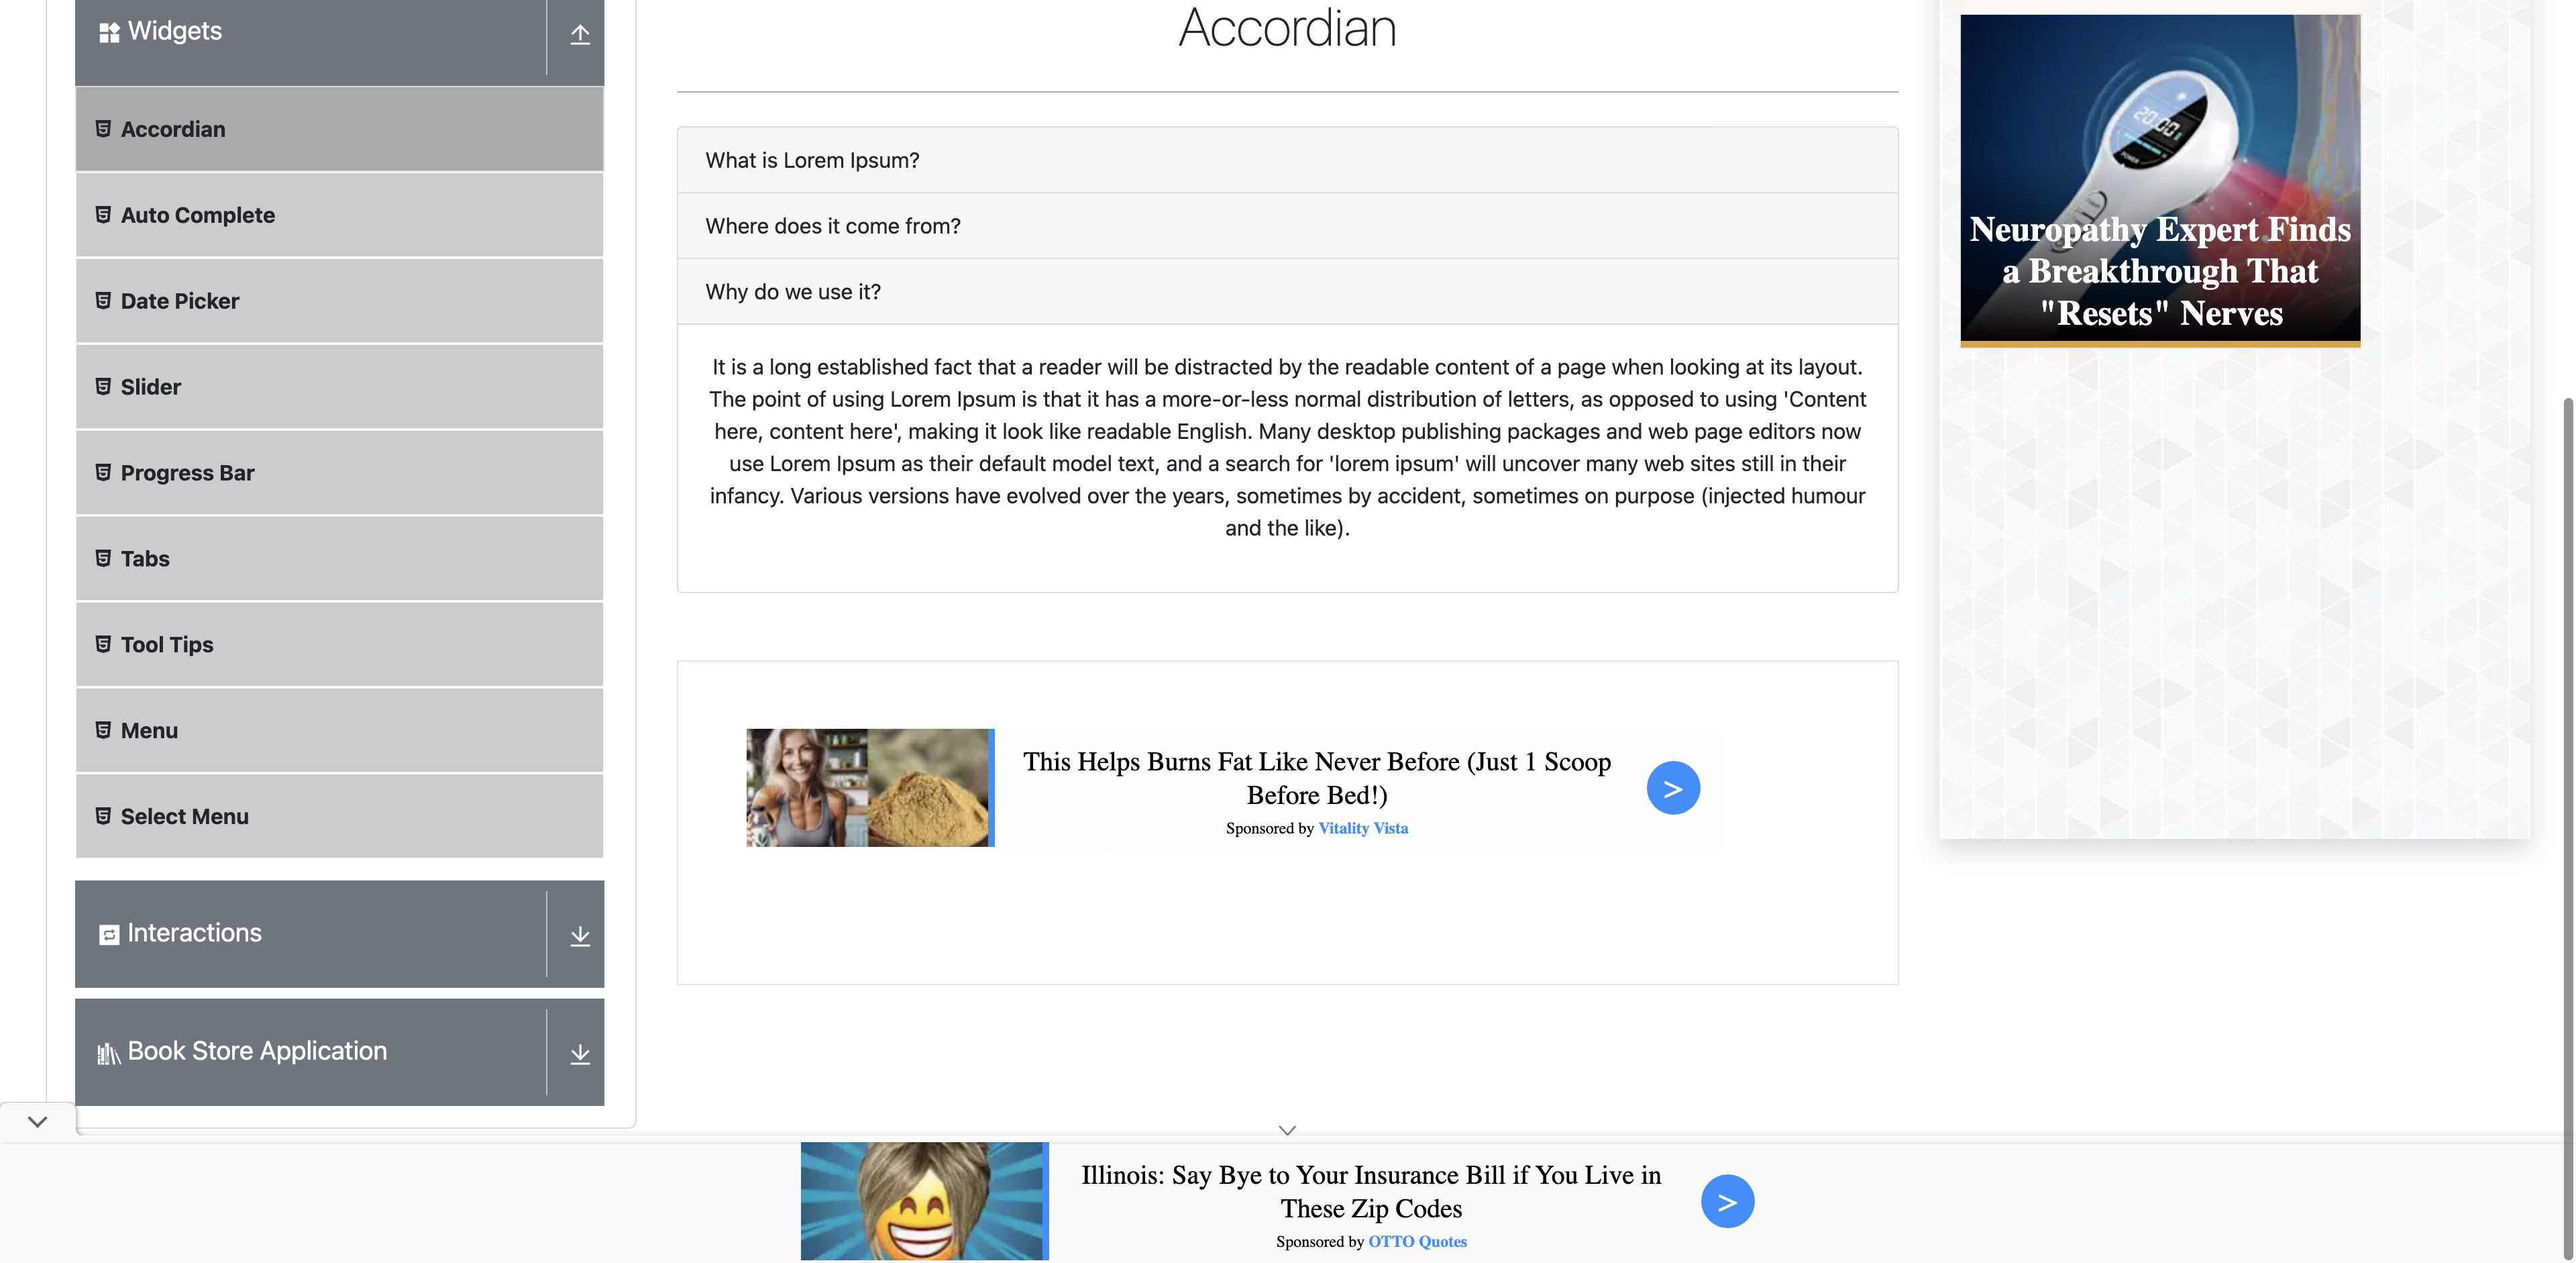 Widgets
Accordian
Auto Complete
Date Picker
Slider
Progress Bar
Tabs
Tool Tips
Menu
Select Menu
Interactions
Book Store Application
Accordian
What is Lorem Ipsum?
Where does it come from?
Why do we use it?
It is a long established fact that a reader will be distracted by the readable content of a page when looking at its layout.
The point of using Lorem Ipsum is that it has a more-or-less normal distribution of letters, as opposed to using 'Content
here, content here', making it look like readable English. Many desktop publishing packages and web page editors now
use Lorem Ipsum as their default model text, and a search for 'lorem ipsum' will uncover many web sites still in their
infancy. Various versions have evolved over the years, sometimes by accident, sometimes on purpose (injected humour
and the like).
This Helps Burns Fat Like Never Before (Just 1 Scoop
Before Bed!)
Sponsored by Vitality Vista
>
20:00
POWER
Neuropathy Expert Finds
a Breakthrough That
"Resets" Nerves
Illinois: Say Bye to Your Insurance Bill if You Live in
These Zip Codes
Sponsored by OTTO Quotes
>